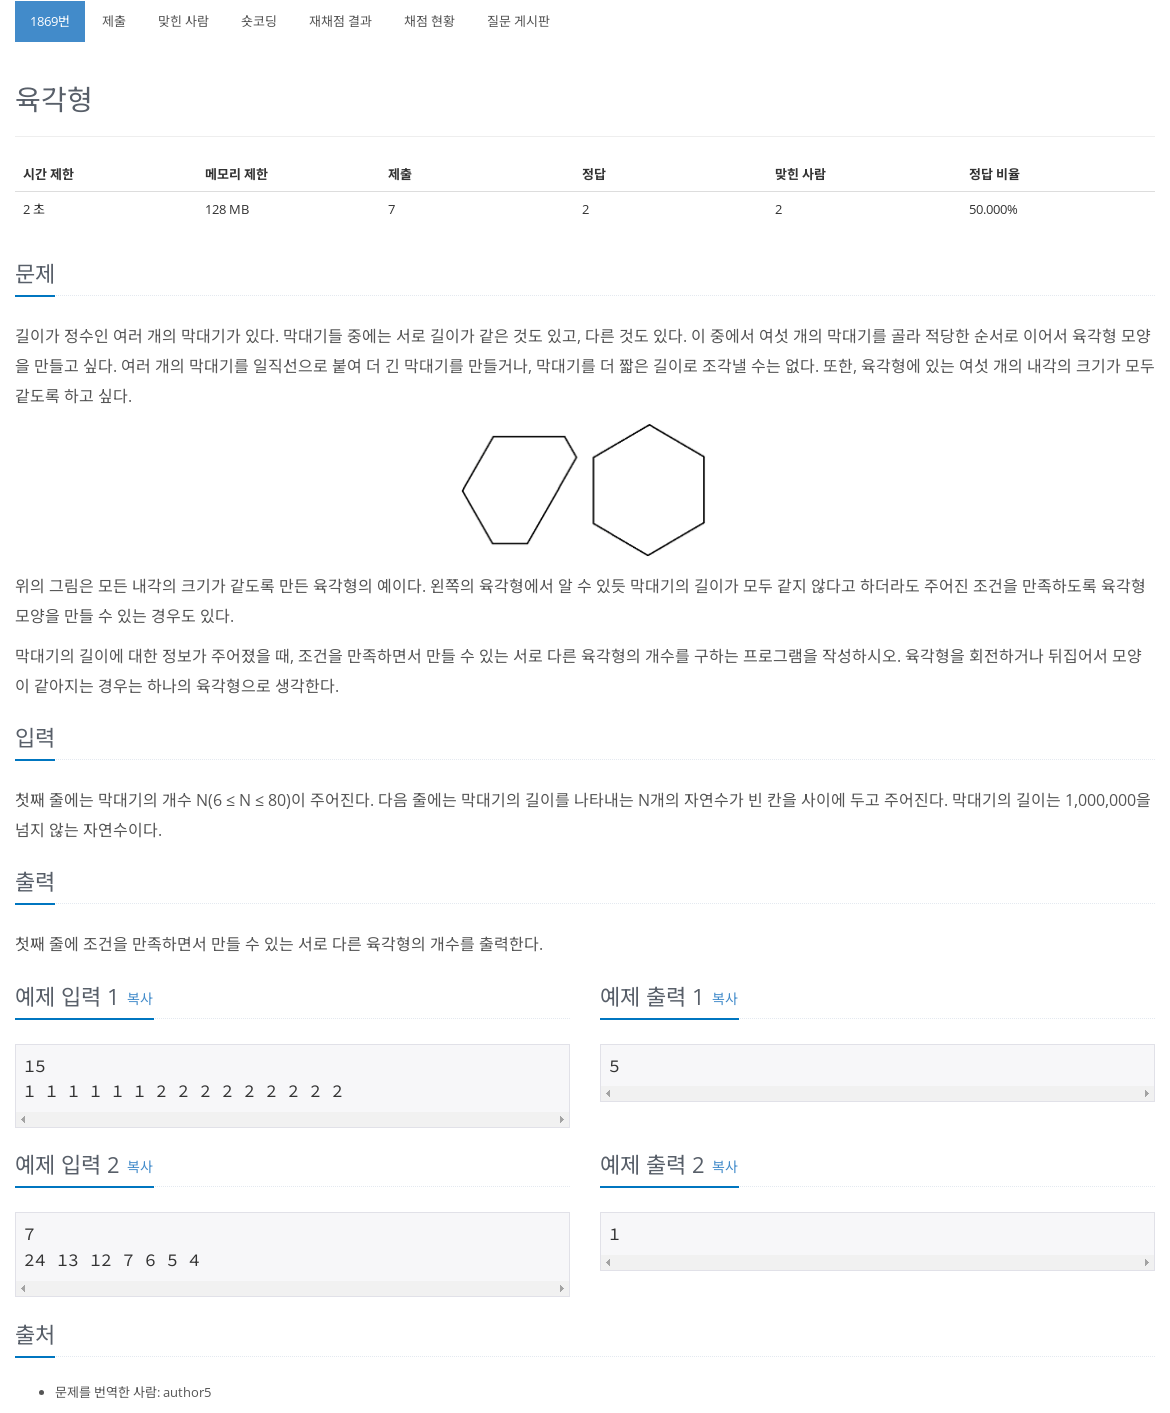 1869번 제출 맞힌 사람 숏코딩 재채점 결과 채점 현황 질문 게시판
육각형
시간 제한 메모리 제한 제출 정답 맞힌 사람 정답 비율
2 초 128 MB 7 2 2 50.000%
문제
길이가 정수인 여러 개의 막대기가 있다. 막대기들 중에는 서로 길이가 같은 것도 있고, 다른 것도 있다. 이 중에서 여섯 개의 막대기를 골라 적당한 순서로 이어서 육각형 모양
을 만들고 싶다. 여러 개의 막대기를 일직선으로 붙여 더 긴 막대기를 만들거나, 막대기를 더 짧은 길이로 조각낼 수는 없다. 또한, 육각형에 있는 여섯 개의 내각의 크기가 모두
같도록 하고 싶다.
위의 그림은 모든 내각의 크기가 같도록 만든 육각형의 예이다. 왼쪽의 육각형에서 알 수 있듯 막대기의 길이가 모두 같지 않다고 하더라도 주어진 조건을 만족하도록 육각형
모양을 만들 수 있는 경우도 있다.
막대기의 길이에 대한 정보가 주어졌을 때, 조건을 만족하면서 만들 수 있는 서로 다른 육각형의 개수를 구하는 프로그램을 작성하시오. 육각형을 회전하거나 뒤집어서 모양
이 같아지는 경우는 하나의 육각형으로 생각한다.
입력
첫째 줄에는 막대기의 개수 N(6 ≤ N ≤ 80)이 주어진다. 다음 줄에는 막대기의 길이를 나타내는 N개의 자연수가 빈 칸을 사이에 두고 주어진다. 막대기의 길이는 1,000,000을
넘지 않는 자연수이다.
출력
첫째 줄에 조건을 만족하면서 만들 수 있는 서로 다른 육각형의 개수를 출력한다.
예제 입력 1 복사
15
1 1 1 1 1 1 2 2 2 2 2 2 2 2 2
예제 출력 1 복사
5
예제 입력 2 복사
7
24 13 12 7 6 5 4
예제 출력 2 복사
1
출처
문제를 번역한 사람: author5